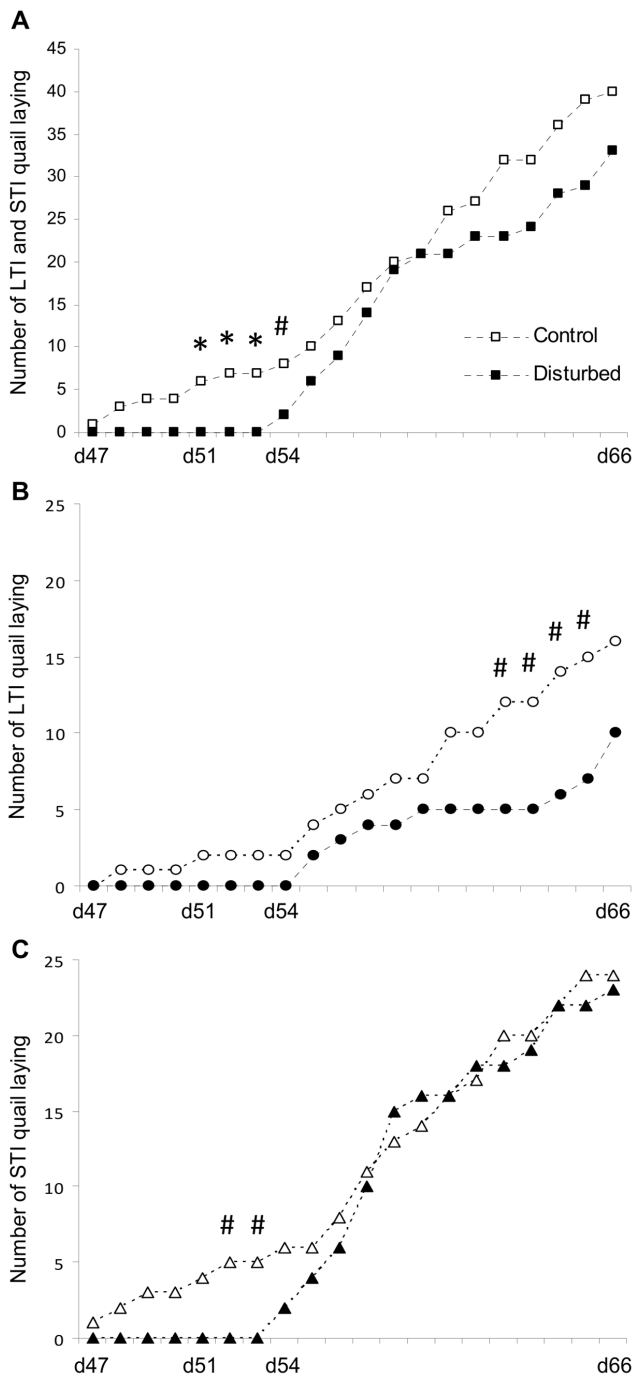 A
Number of LTI and STI quail laying
45
40
35
30
25
20
15
10
5
0
* * * #
Control
Disturbed
d47 d51 d54 d66
B
Number of LTI quail laying
25
20
15
10
5
0
# # # #
d47 d51 d54 d66
C
Number of STI quail laying
25
20
15
10
5
0
# #
d47 d51 d54 d66